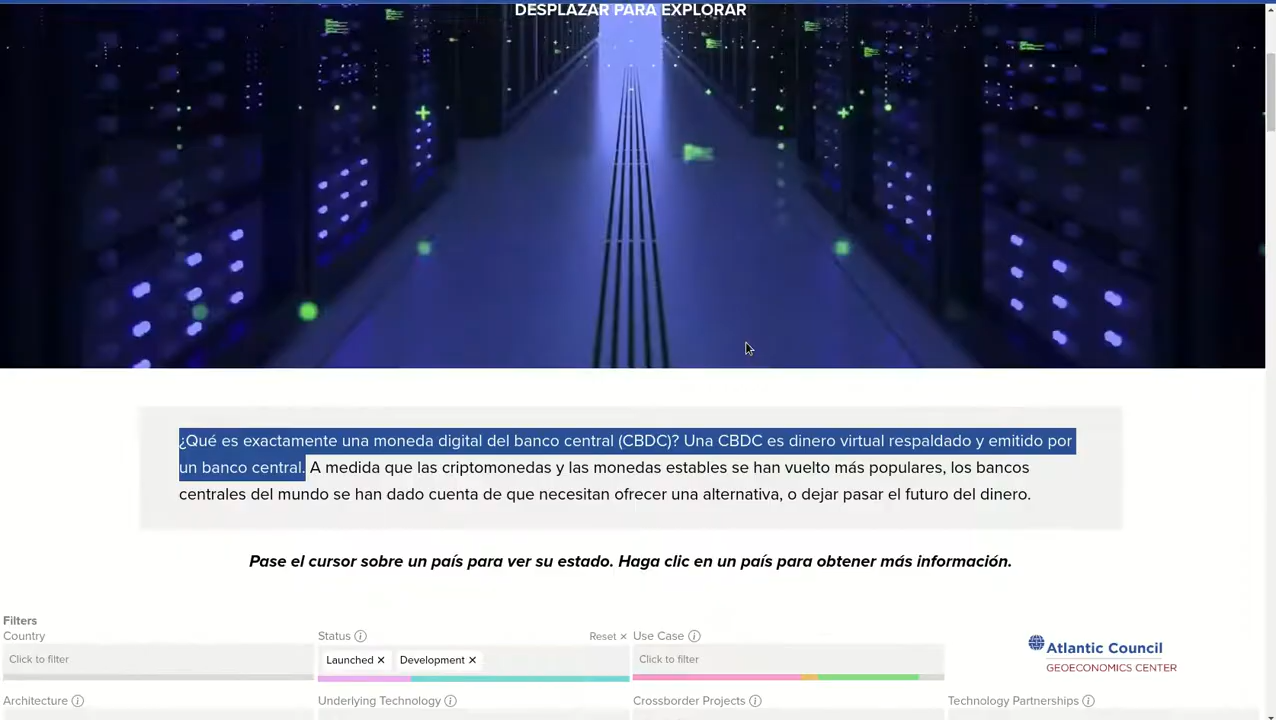 DESPLAZAR PARA EXPLORAR
¿Qué es exactamente una moneda digital del banco central (CBDC)? Una CBDC es dinero virtual respaldado y emitido por
un banco central. A medida que las criptomonedas y las monedas estables se han vuelto más populares, los bancos
centrales del mundo se han dado cuenta de que necesitan ofrecer una alternativa, o dejar pasar el futuro del dinero.
Pase el cursor sobre un país para ver su estado. Haga clic en un país para obtener más información.
Filters
Country
Status
Reset ×
Use Case
Click to filter
Launched ×
Development ×
Click to filter
Atlantic Council
GEOECONOMICS CENTER
Architecture
Underlying Technology
Crossborder Projects
Technology Partnerships